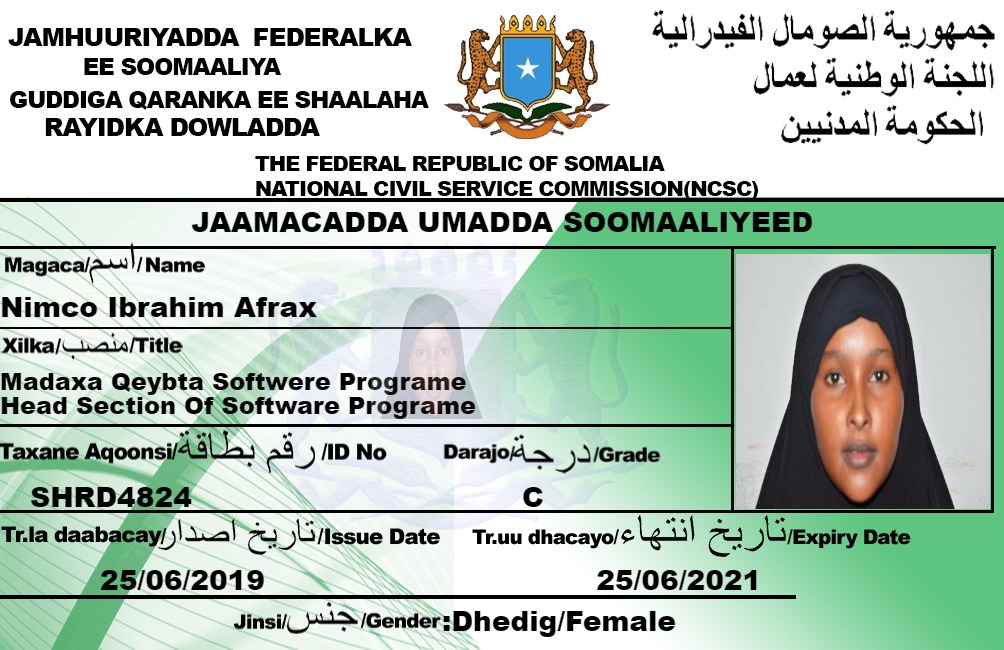 JAMHUURIYADDA FEDERALKA
EE SOOMAALIYA
GUDDIGA QARANKA EE SHAALAHA
RAYIDKA DOWLADDA
جمهورية الصومال الفيدرالية
اللجنة الوطنية لعمال
الحكومة المدنيين
THE FEDERAL REPUBLIC OF SOMALIA
NATIONAL CIVIL SERVICE COMMISSION(NCSC)
JAAMACADDA UMADDA SOOMAALIYEED
Magaca/اسم/Name
Nimco Ibrahim Afrax
Xilka/منصب/Title
Madaxa Qeybta Softwere Programe
Head Section Of Software Programe
Taxane Aqoonsi/رقم بطاقة/ID No
Darajo/درجة/Grade
SHRD4824
C
Tr.la daabacay/تاريخ اصدار/Issue Date
Tr.uu dhacayo/تاريخ انتهاء/Expiry Date
25/06/2019
25/06/2021
Jinsi/جنس/Gender:Dhedig/Female